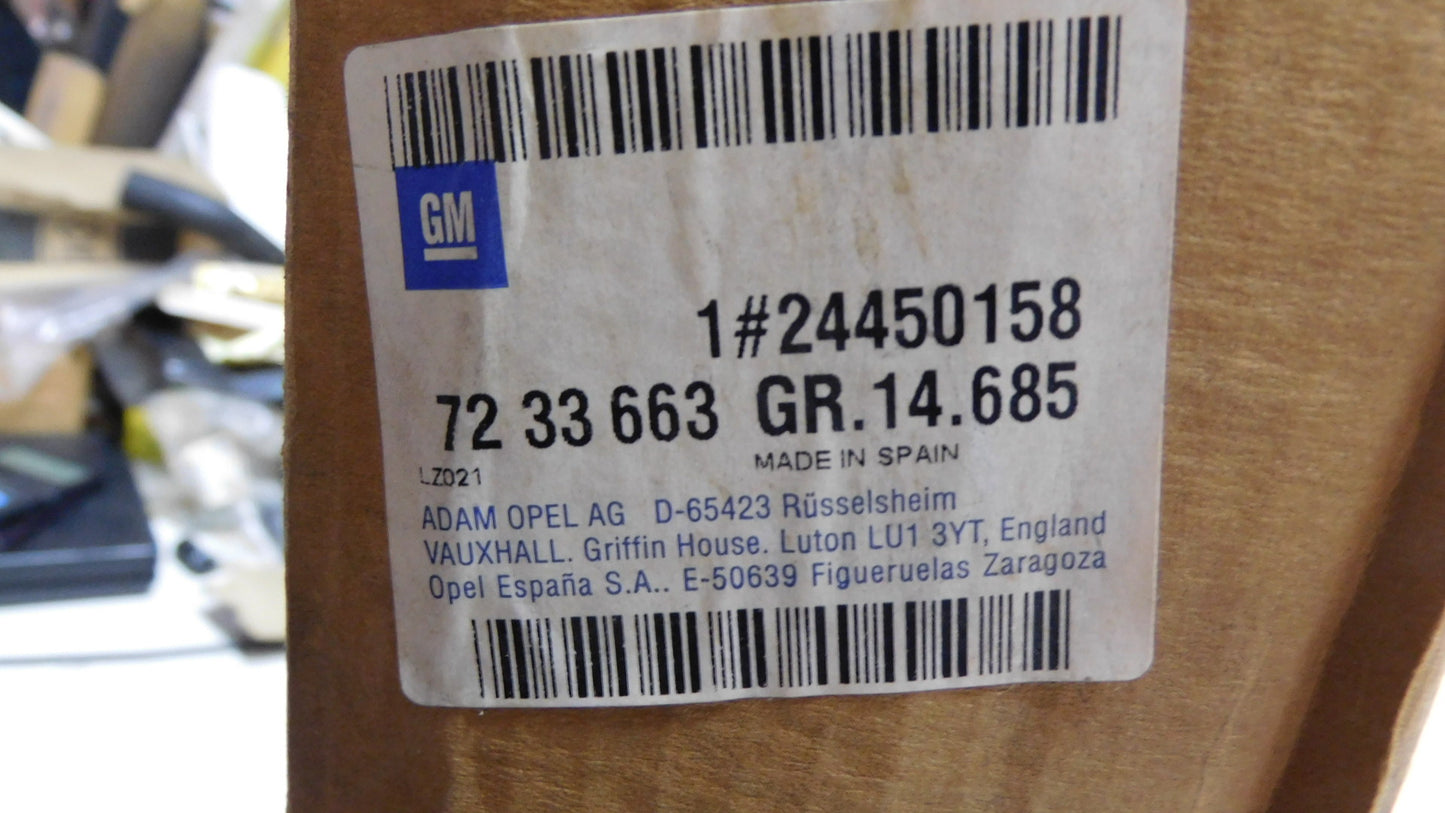 GM
1#24450158
72 33 663 GR.14.685
LZ021
MADE IN SPAIN
ADAM OPEL AG D-65423 Rüsselsheim
VAUXHALL. Griffin House. Luton LU1 3YT, England
Opel España S.A.. E-50639 Figueruelas Zaragoza